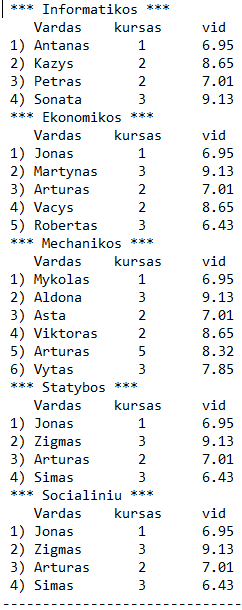 *** Informatikos ***
Vardas kursas vid
1) Antanas 1 6.95
2) Kazys 2 8.65
3) Petras 2 7.01
4) Sonata 3 9.13
*** Ekonomikos ***
Vardas kursas vid
1) Jonas 1 6.95
2) Martynas 3 9.13
3) Arturas 2 7.01
4) Vacys 2 8.65
5) Robertas 3 6.43
*** Mechanikos ***
Vardas kursas vid
1) Mykolas 1 6.95
2) Aldona 3 9.13
3) Asta 2 7.01
4) Viktoras 2 8.65
5) Arturas 5 8.32
6) Vytas 3 7.85
*** Statybos ***
Vardas kursas vid
1) Jonas 1 6.95
2) Zigmas 3 9.13
3) Arturas 2 7.01
4) Simas 3 6.43
*** Socialiniu ***
Vardas kursas vid
1) Jonas 1 6.95
2) Zigmas 3 9.13
3) Arturas 2 7.01
4) Simas 3 6.43
------------------------------